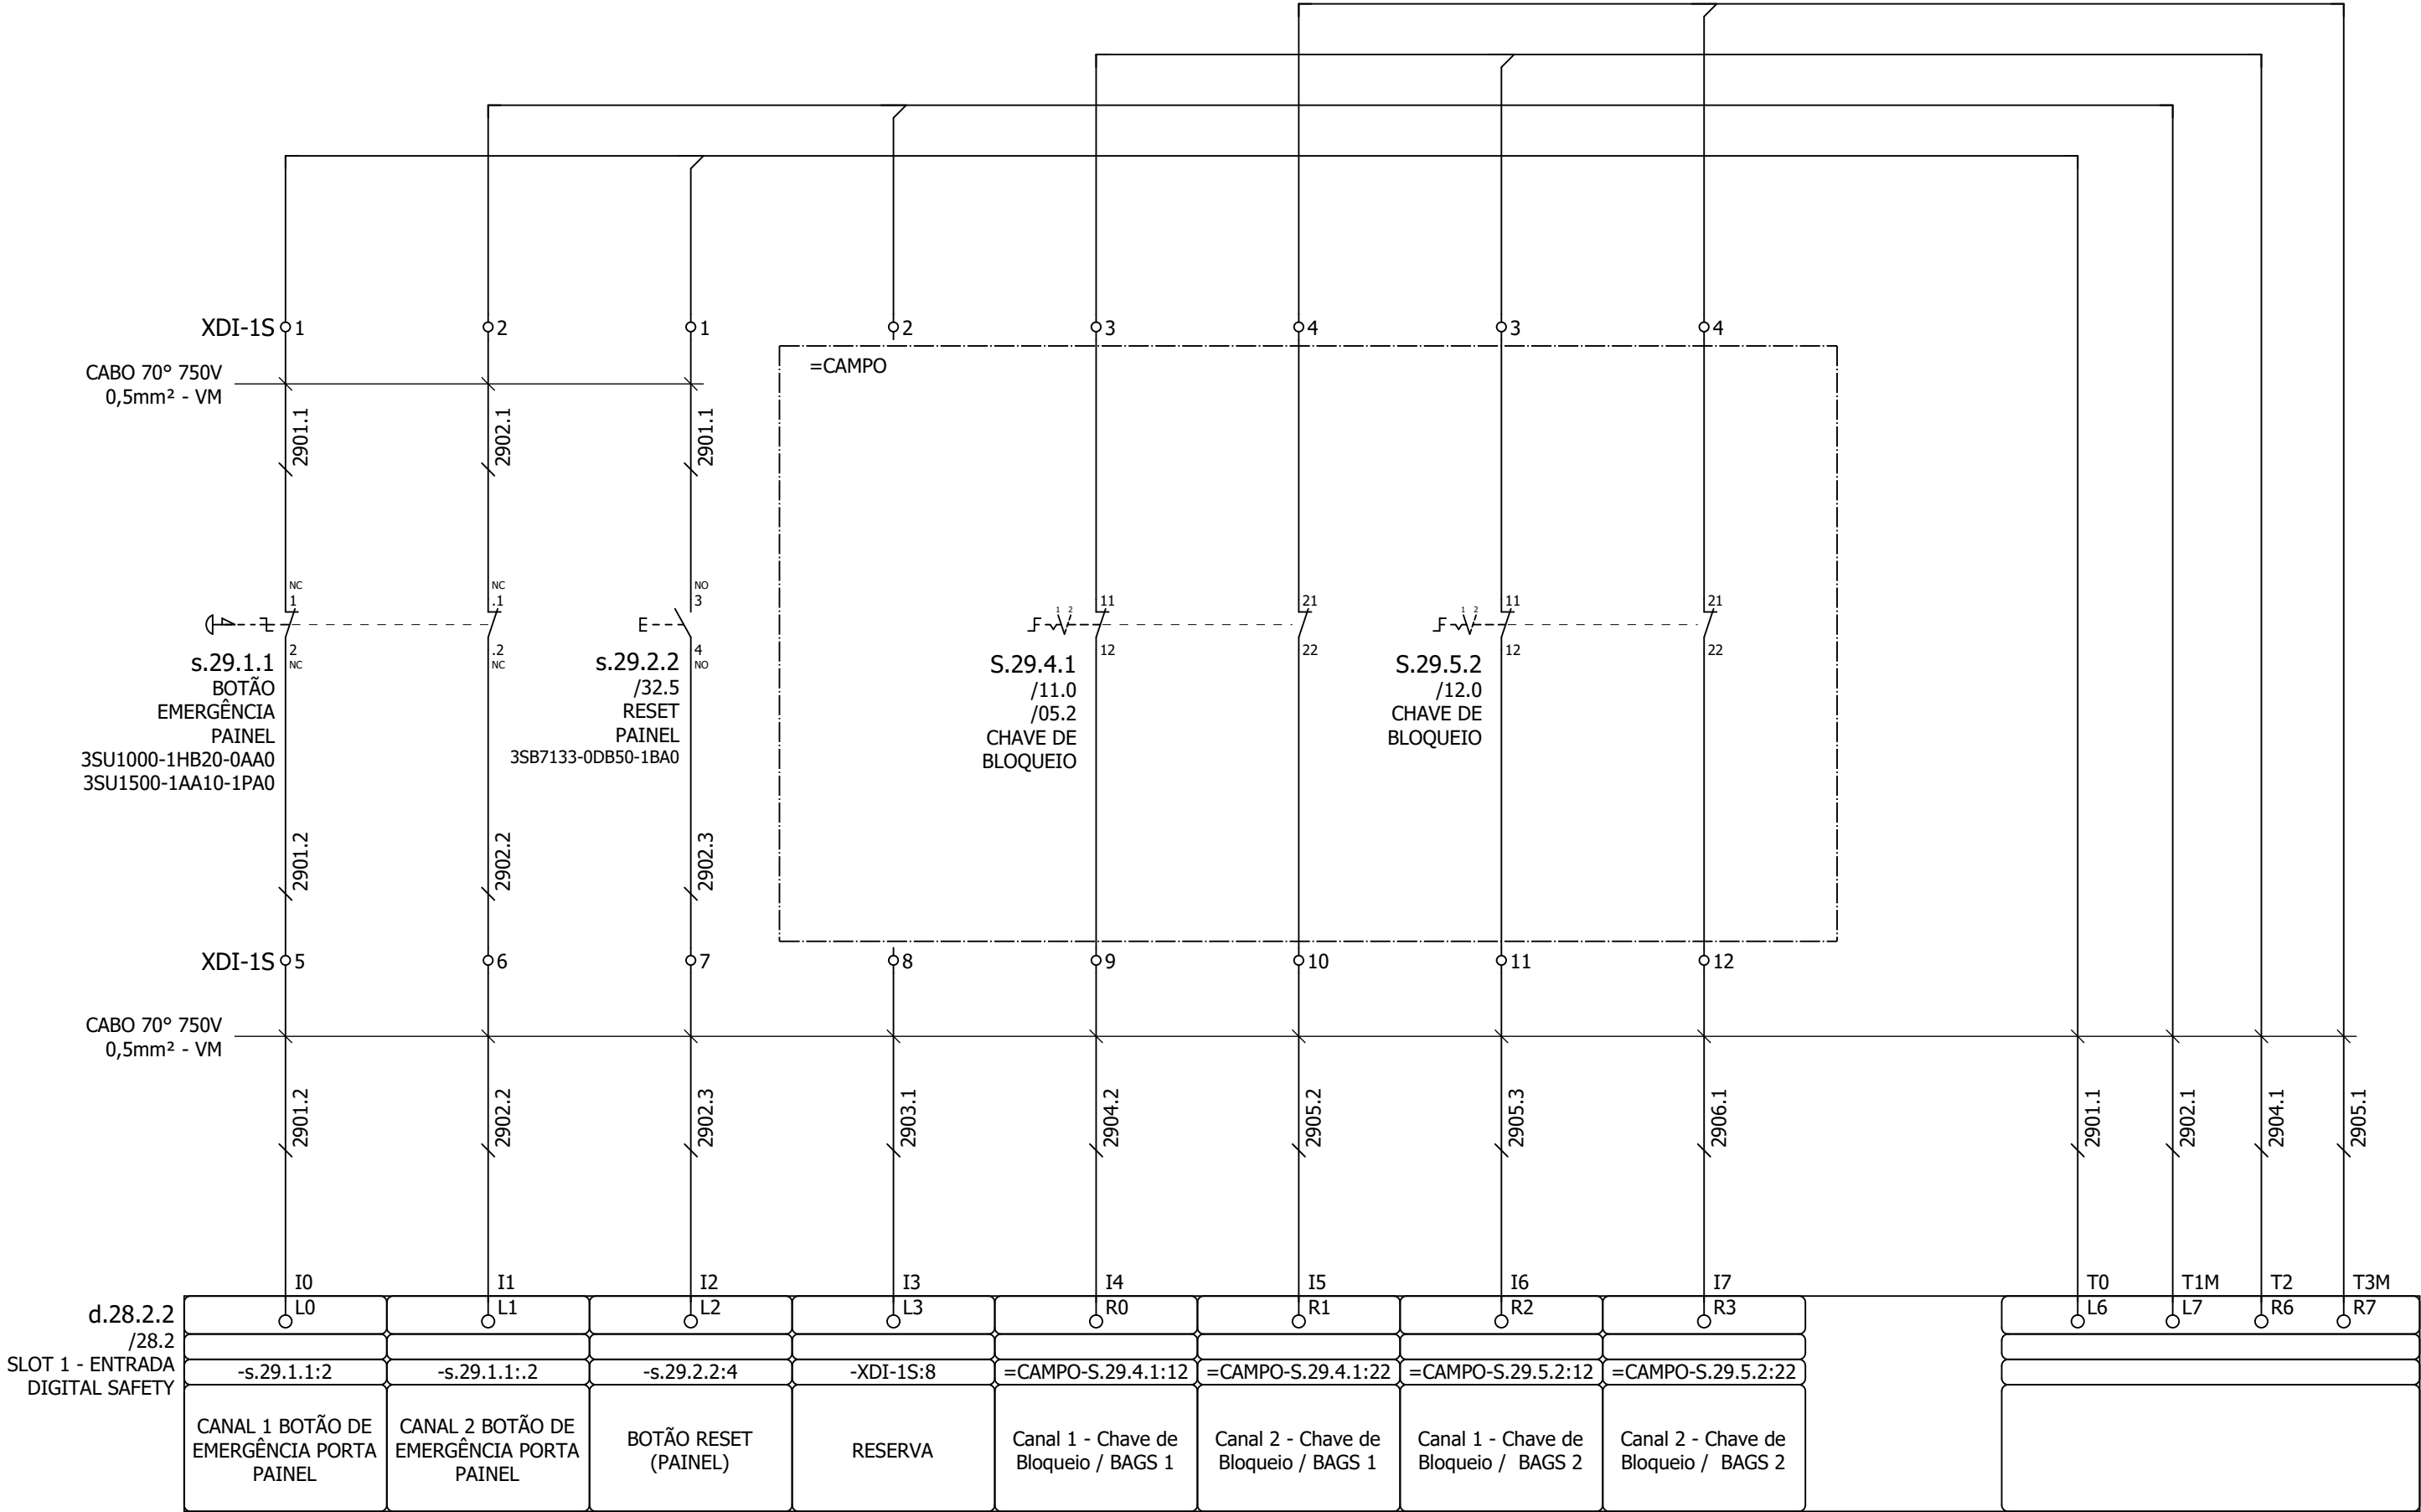 XDI-1S 1 2 1 2 3 4 3 4
=CAMPO
CABO 70° 750V
0,5mm² - VM
2901.1 2902.1 2901.1
NC NC NO
1 .1 3 1 2 11 21 1 2 11 21
2 .2 4 12 22 12 22
NC NC NO
s.29.1.1
BOTÃO
EMERGÊNCIA
PAINEL
3SU1000-1HB20-0AA0
3SU1500-1AA10-1PA0
s.29.2.2
/32.5
RESET
PAINEL
3SB7133-0DB50-1BA0
S.29.4.1
/11.0
/05.2
CHAVE DE
BLOQUEIO
S.29.5.2
/12.0
CHAVE DE
BLOQUEIO
2901.2 2902.2 2902.3
XDI-1S 5 6 7 8 9 10 11 12
CABO 70° 750V
0,5mm² - VM
2901.2 2902.2 2902.3 2903.1 2904.2 2905.2 2905.3 2906.1 2901.1 2902.1 2904.1 2905.1
I0 I1 I2 I3 I4 I5 I6 I7 T0 T1M T2 T3M
L0 L1 L2 L3 R0 R1 R2 R3 L6 L7 R6 R7
d.28.2.2
/28.2
SLOT 1 - ENTRADA
DIGITAL SAFETY
-s.29.1.1:2 -s.29.1.1:.2 -s.29.2.2:4 -XDI-1S:8 =CAMPO-S.29.4.1:12 =CAMPO-S.29.4.1:22 =CAMPO-S.29.5.2:12 =CAMPO-S.29.5.2:22
CANAL 1 BOTÃO DE
EMERGÊNCIA PORTA
PAINEL
CANAL 2 BOTÃO DE
EMERGÊNCIA PORTA
PAINEL
BOTÃO RESET
(PAINEL)
RESERVA
Canal 1 - Chave de
Bloqueio / BAGS 1
Canal 2 - Chave de
Bloqueio / BAGS 1
Canal 1 - Chave de
Bloqueio / BAGS 2
Canal 2 - Chave de
Bloqueio / BAGS 2